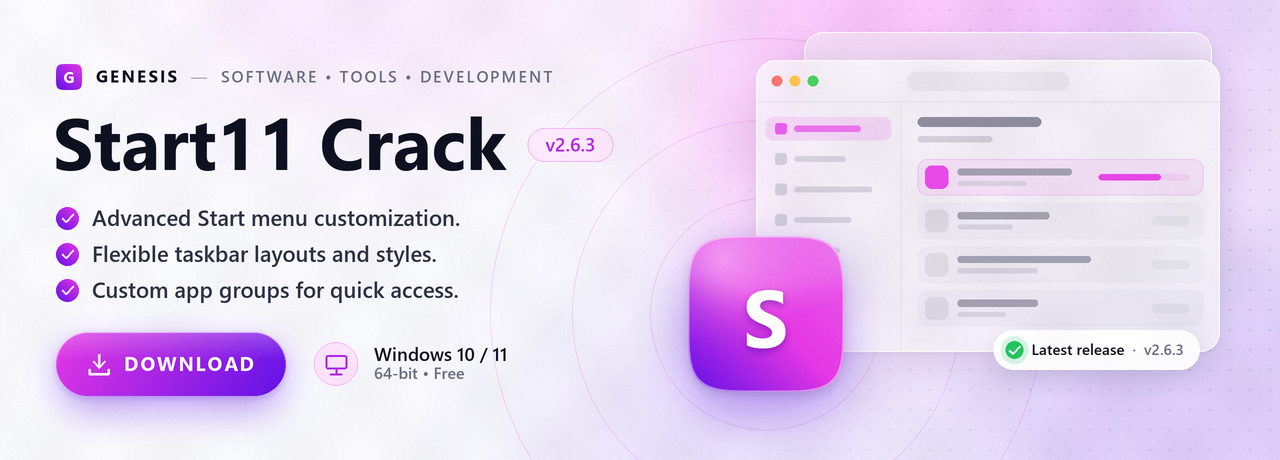 G GENESIS — SOFTWARE • TOOLS • DEVELOPMENT
Start11 Crack v2.6.3
Advanced Start menu customization.
Flexible taskbar layouts and styles.
Custom app groups for quick access.
DOWNLOAD
Windows 10 / 11
64-bit • Free
S
Latest release · v2.6.3